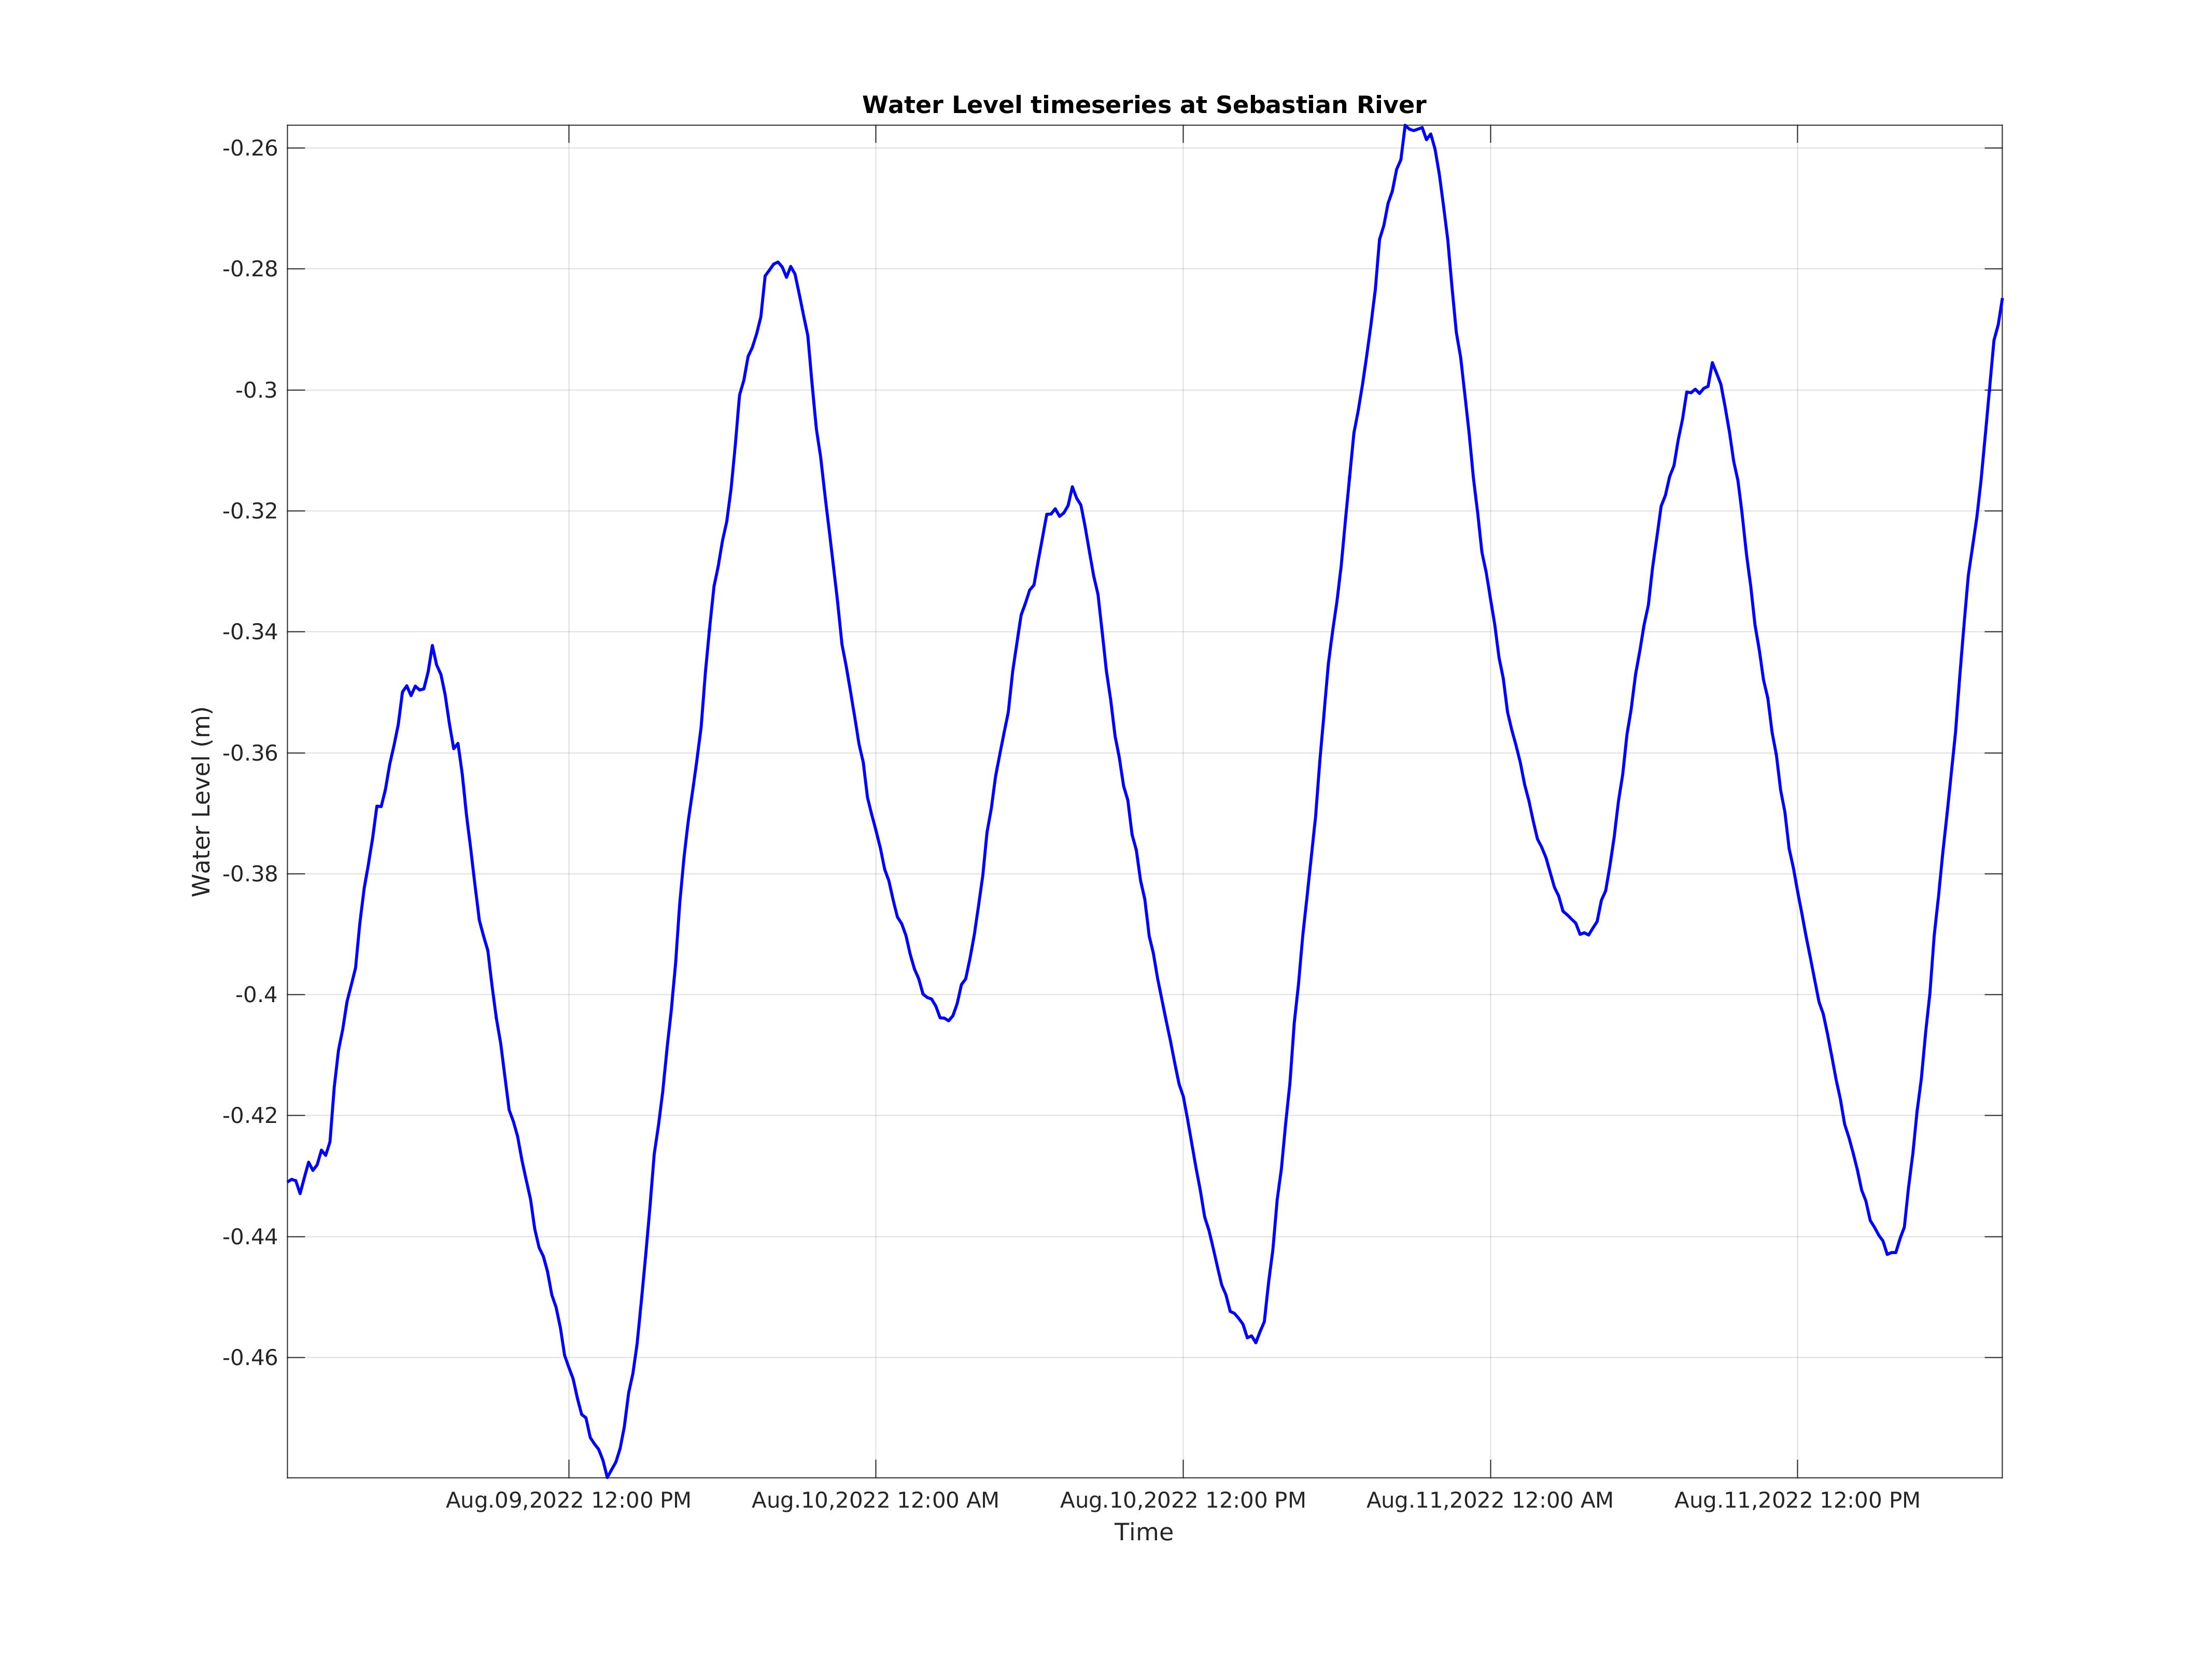 Water Level timeseries at Sebastian River
-0.26
-0.28
-0.3
-0.32
-0.34
-0.36
-0.38
-0.4
-0.42
-0.44
-0.46
Water Level (m)
Aug.09,2022 12:00 PM Aug.10,2022 12:00 AM Aug.10,2022 12:00 PM Aug.11,2022 12:00 AM Aug.11,2022 12:00 PM
Time